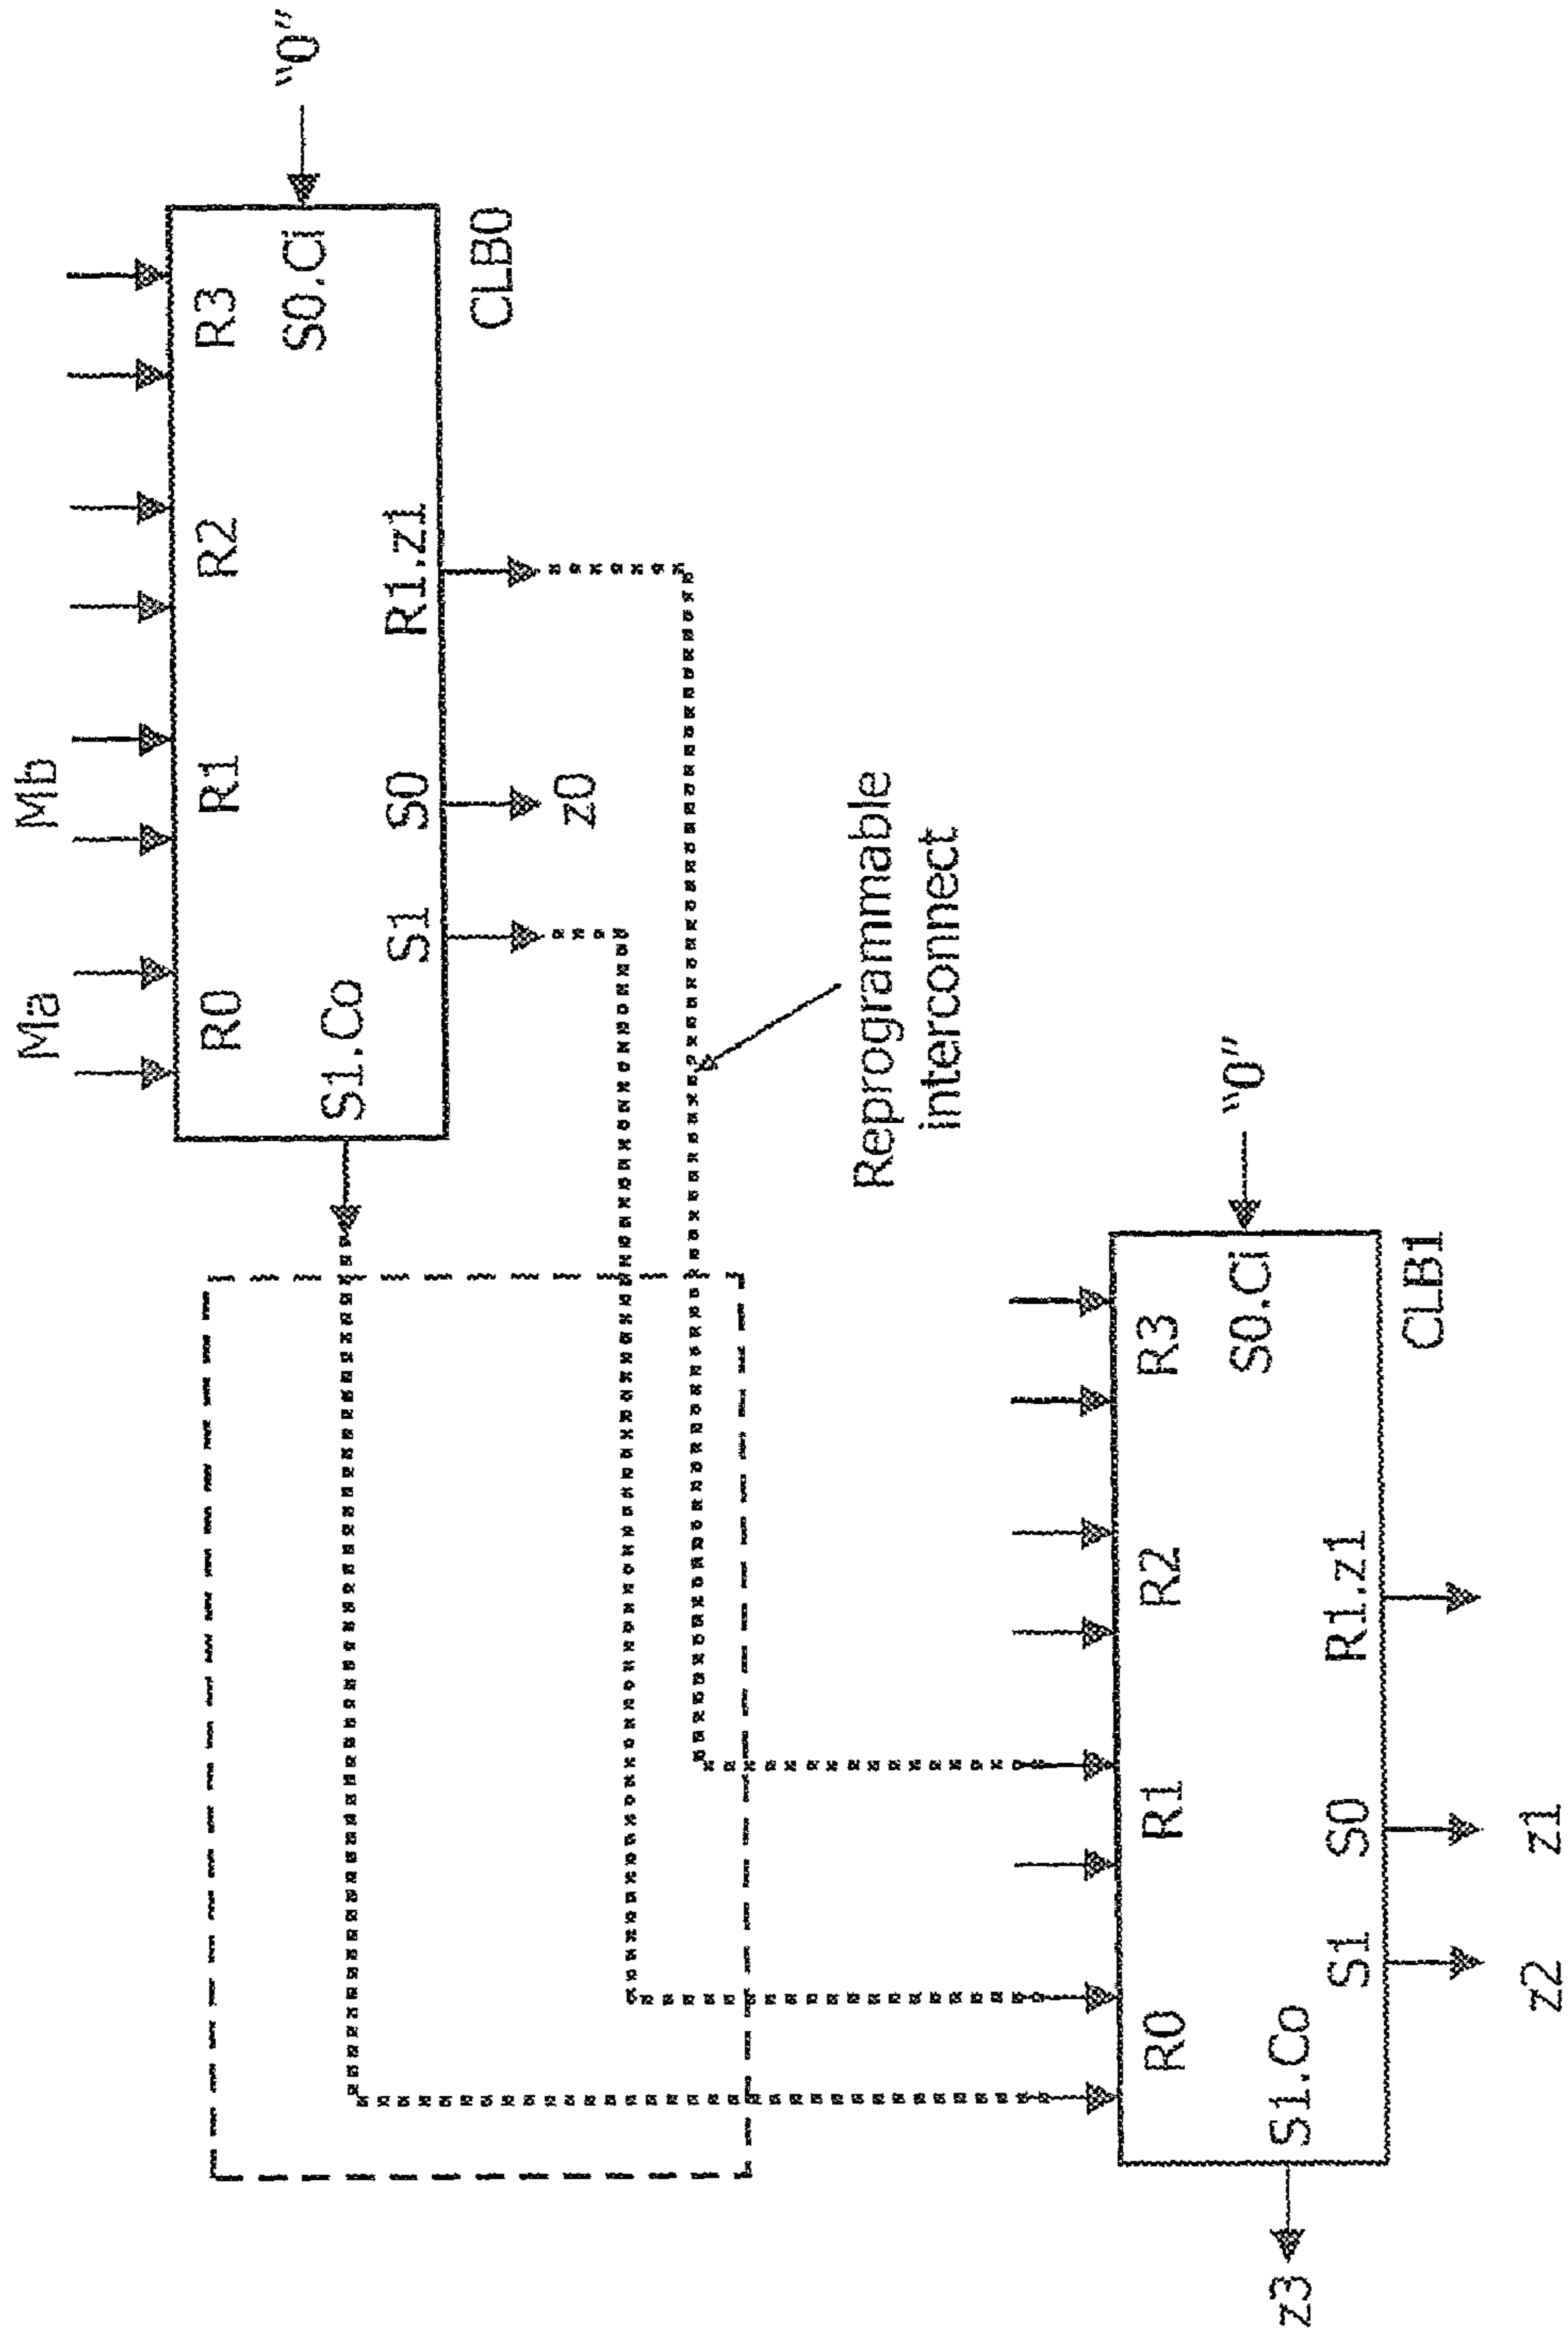 Ma
Mb
R0
R1
R2
R3
S1.Co
S0.Ci
"0"
S1
S0
R1.z1
CLB0
z0
Reprogrammable
interconnect
R0
R1
R2
R3
S1.Co
S0.Ci
"0"
S1
S0
R1.z1
CLB1
z3
z2
z1